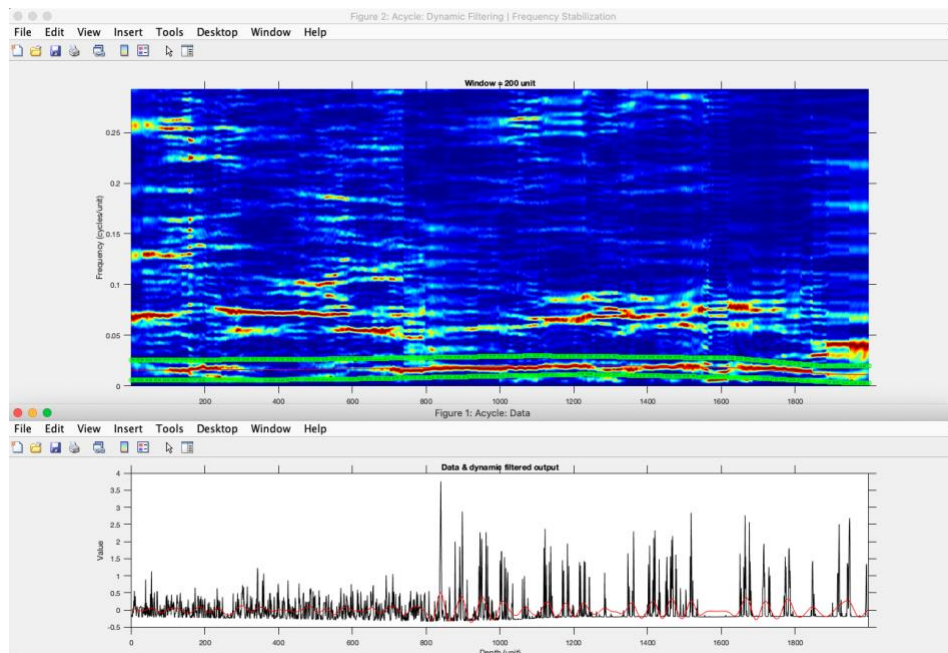 Figure 2: Acycle: Dynamic Filtering | Frequency Stabilization
File Edit View Insert Tools Desktop Window Help
Window = 200 unit
0.25
0.2
0.15
0.1
0.05
0
Frequency (cycles/unit)
200 400 600 800 1000 1200 1400 1600 1800
Figure 1: Acycle: Data
File Edit View Insert Tools Desktop Window Help
Data & dynamic filtered output
4
3.5
3
2.5
2
1.5
1
0.5
0
-0.5
Value
0 200 400 600 800 1000 1200 1400 1600 1800
Depth (unit)